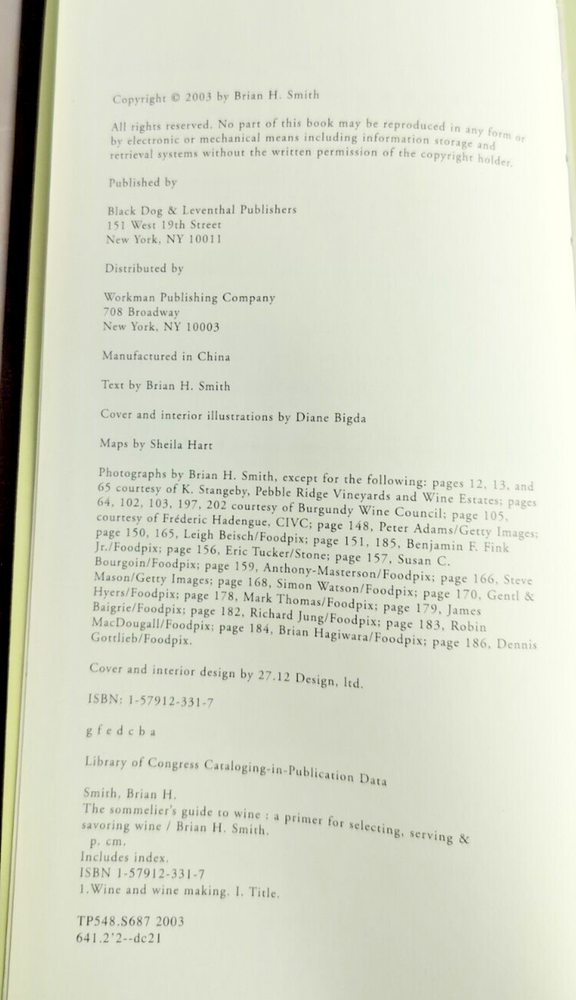 Copyright © 2003 by Brian H. Smith
All rights reserved. No part of this book may be reproduced in any form or
by electronic or mechanical means including information storage and
retrieval systems without the written permission of the copyright holder.
Published by
Black Dog & Leventhal Publishers
151 West 19th Street
New York, NY 10011
Distributed by
Workman Publishing Company
708 Broadway
New York, NY 10003
Manufactured in China
Text by Brian H. Smith
Cover and interior illustrations by Diane Bigda
Maps by Sheila Hart
Photographs by Brian H. Smith, except for the following: pages 12, 13, and
65 courtesy of K. Stangeby, Pebble Ridge Vineyards and Wine Estates; pages
64, 102, 103, 197, 202 courtesy of Burgundy Wine Council; page 105,
courtesy of Fréderic Hadengue, CIVC; page 148, Peter Adams/Getty Images;
page 150, 165, Leigh Beisch/Foodpix; page 151, 185, Benjamin F. Fink
Jr./Foodpix; page 156, Eric Tucker/Stone; page 157, Susan C.
Bourgoin/Foodpix; page 159, Anthony-Masterson/Foodpix; page 166, Steve
Mason/Getty Images; page 168, Simon Watson/Foodpix; page 170, Gentl &
Hyers/Foodpix; page 178, Mark Thomas/Foodpix; page 179, James
Baigrie/Foodpix; page 182, Richard Jung/Foodpix; page 183, Robin
MacDougall/Foodpix; page 184, Brian Hagiwara/Foodpix; page 186, Dennis
Gottlieb/Foodpix.
Cover and interior design by 27.12 Design, ltd.
ISBN: 1-57912-331-7
g f e d c b a
Library of Congress Cataloging-in-Publication Data
Smith, Brian H.
The sommelier's guide to wine : a primer for selecting, serving &
savoring wine / Brian H. Smith.
p. cm.
Includes index.
ISBN 1-57912-331-7
1.Wine and wine making. I. Title.
TP548.S687 2003
641.2'2--dc21